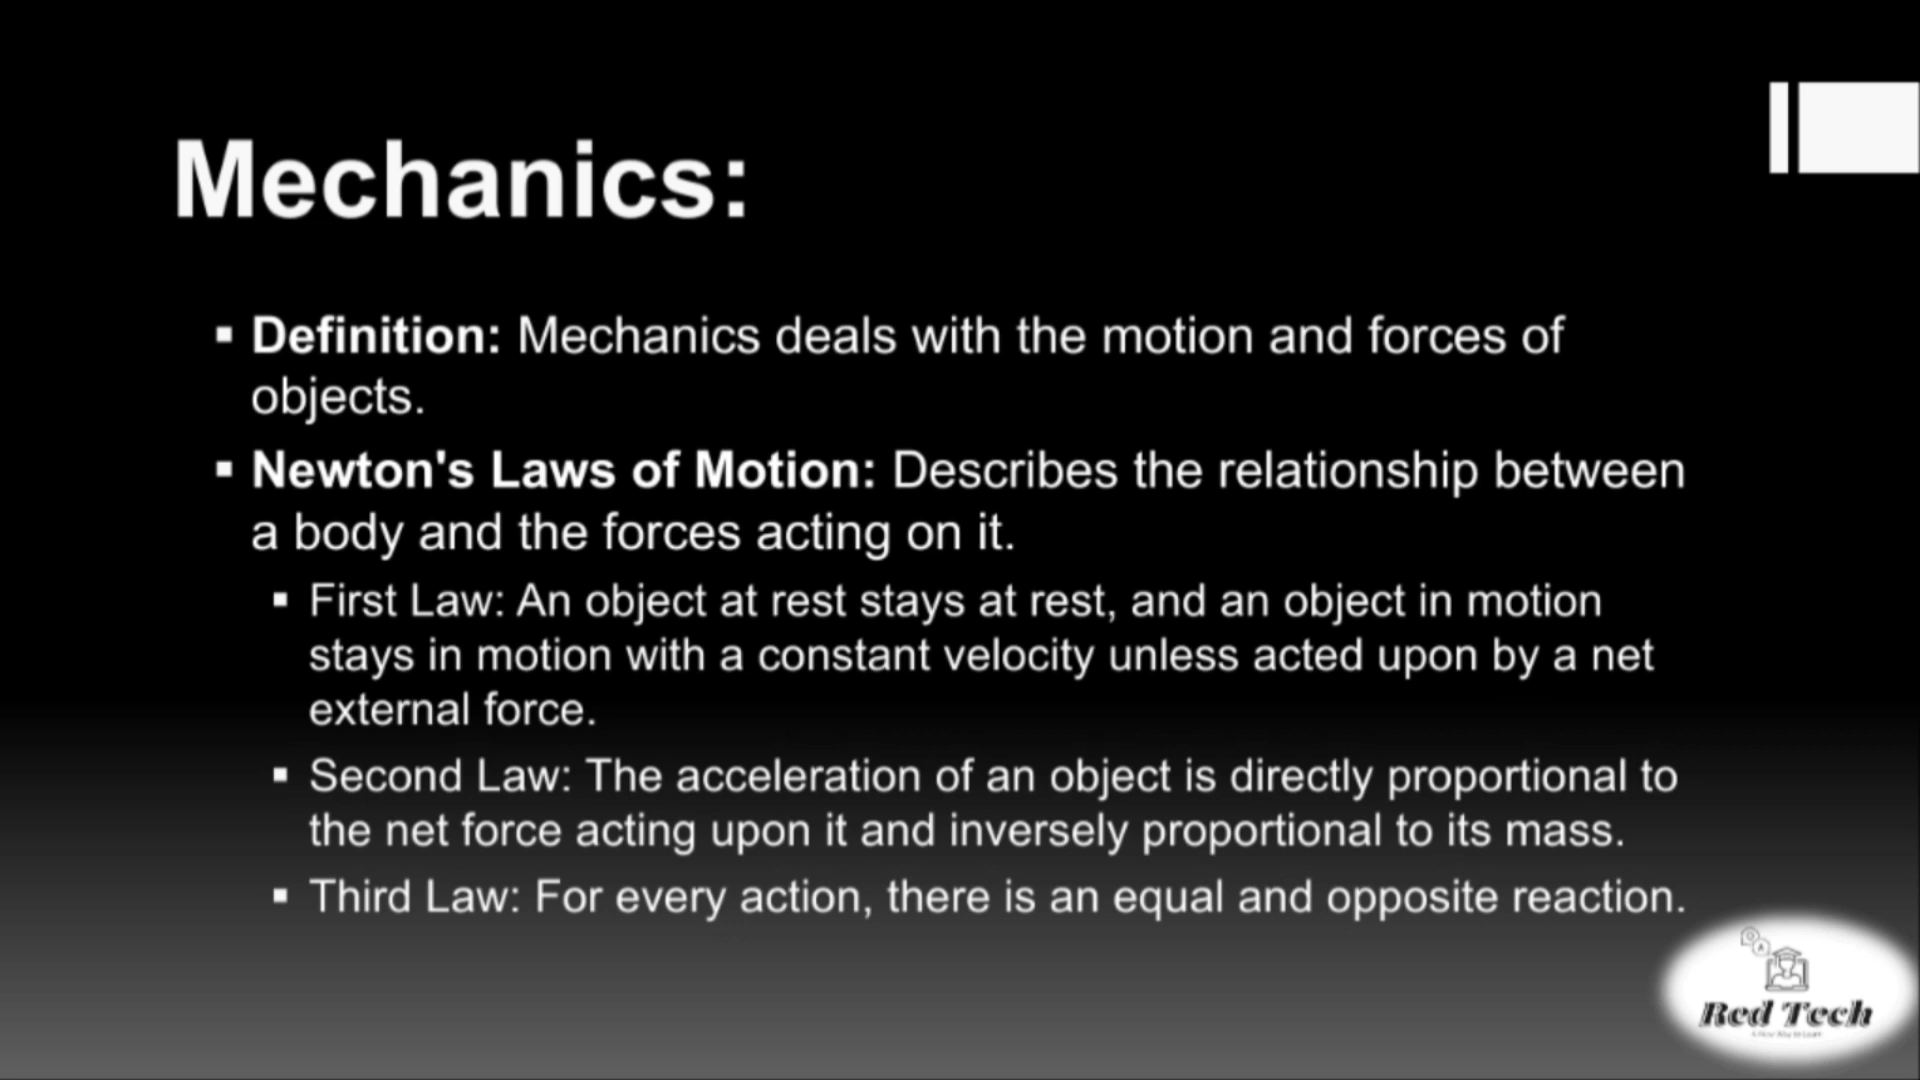 Mechanics:
▪ Definition: Mechanics deals with the motion and forces of
objects.
▪ Newton's Laws of Motion: Describes the relationship between
a body and the forces acting on it.
▪ First Law: An object at rest stays at rest, and an object in motion
stays in motion with a constant velocity unless acted upon by a net
external force.
▪ Second Law: The acceleration of an object is directly proportional to
the net force acting upon it and inversely proportional to its mass.
▪ Third Law: For every action, there is an equal and opposite reaction.
Q
A
Red Tech